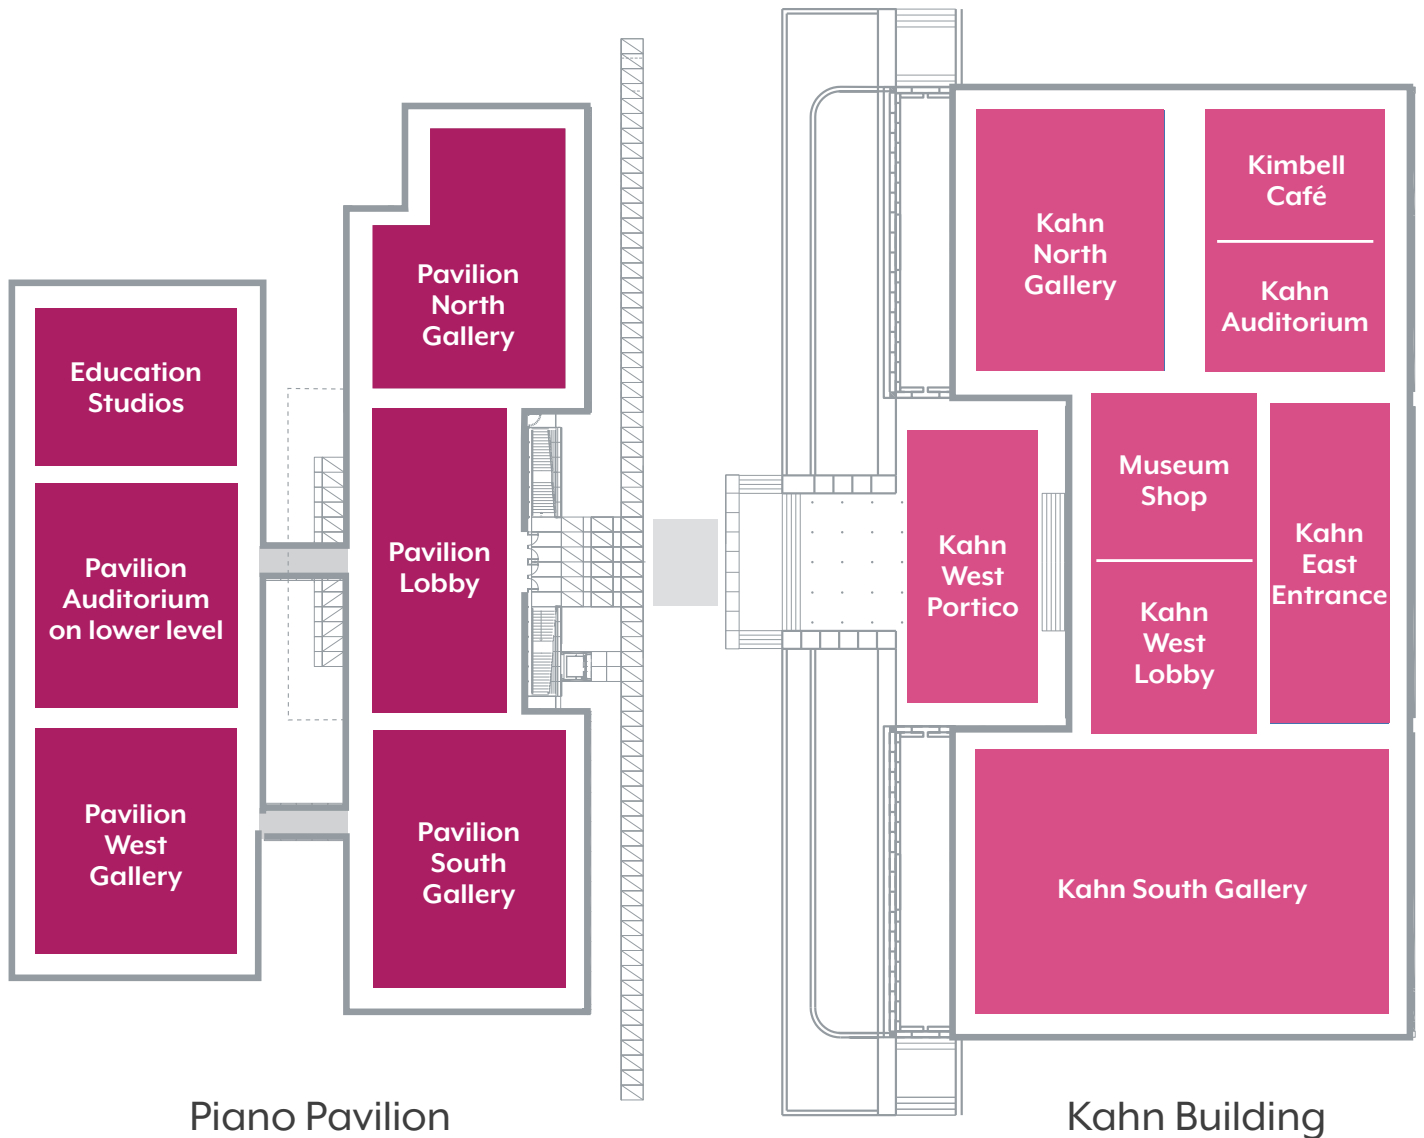 Pavilion
North
Gallery
Education
Studios
Pavilion
Auditorium
on lower level
Pavilion
Lobby
Pavilion
West
Gallery
Pavilion
South
Gallery
Piano Pavilion
Kahn
North
Gallery
Kimbell
Café
Kahn
Auditorium
Museum
Shop
Kahn
West
Portico
Kahn
East
Entrance
Kahn
West
Lobby
Kahn South Gallery
Kahn Building